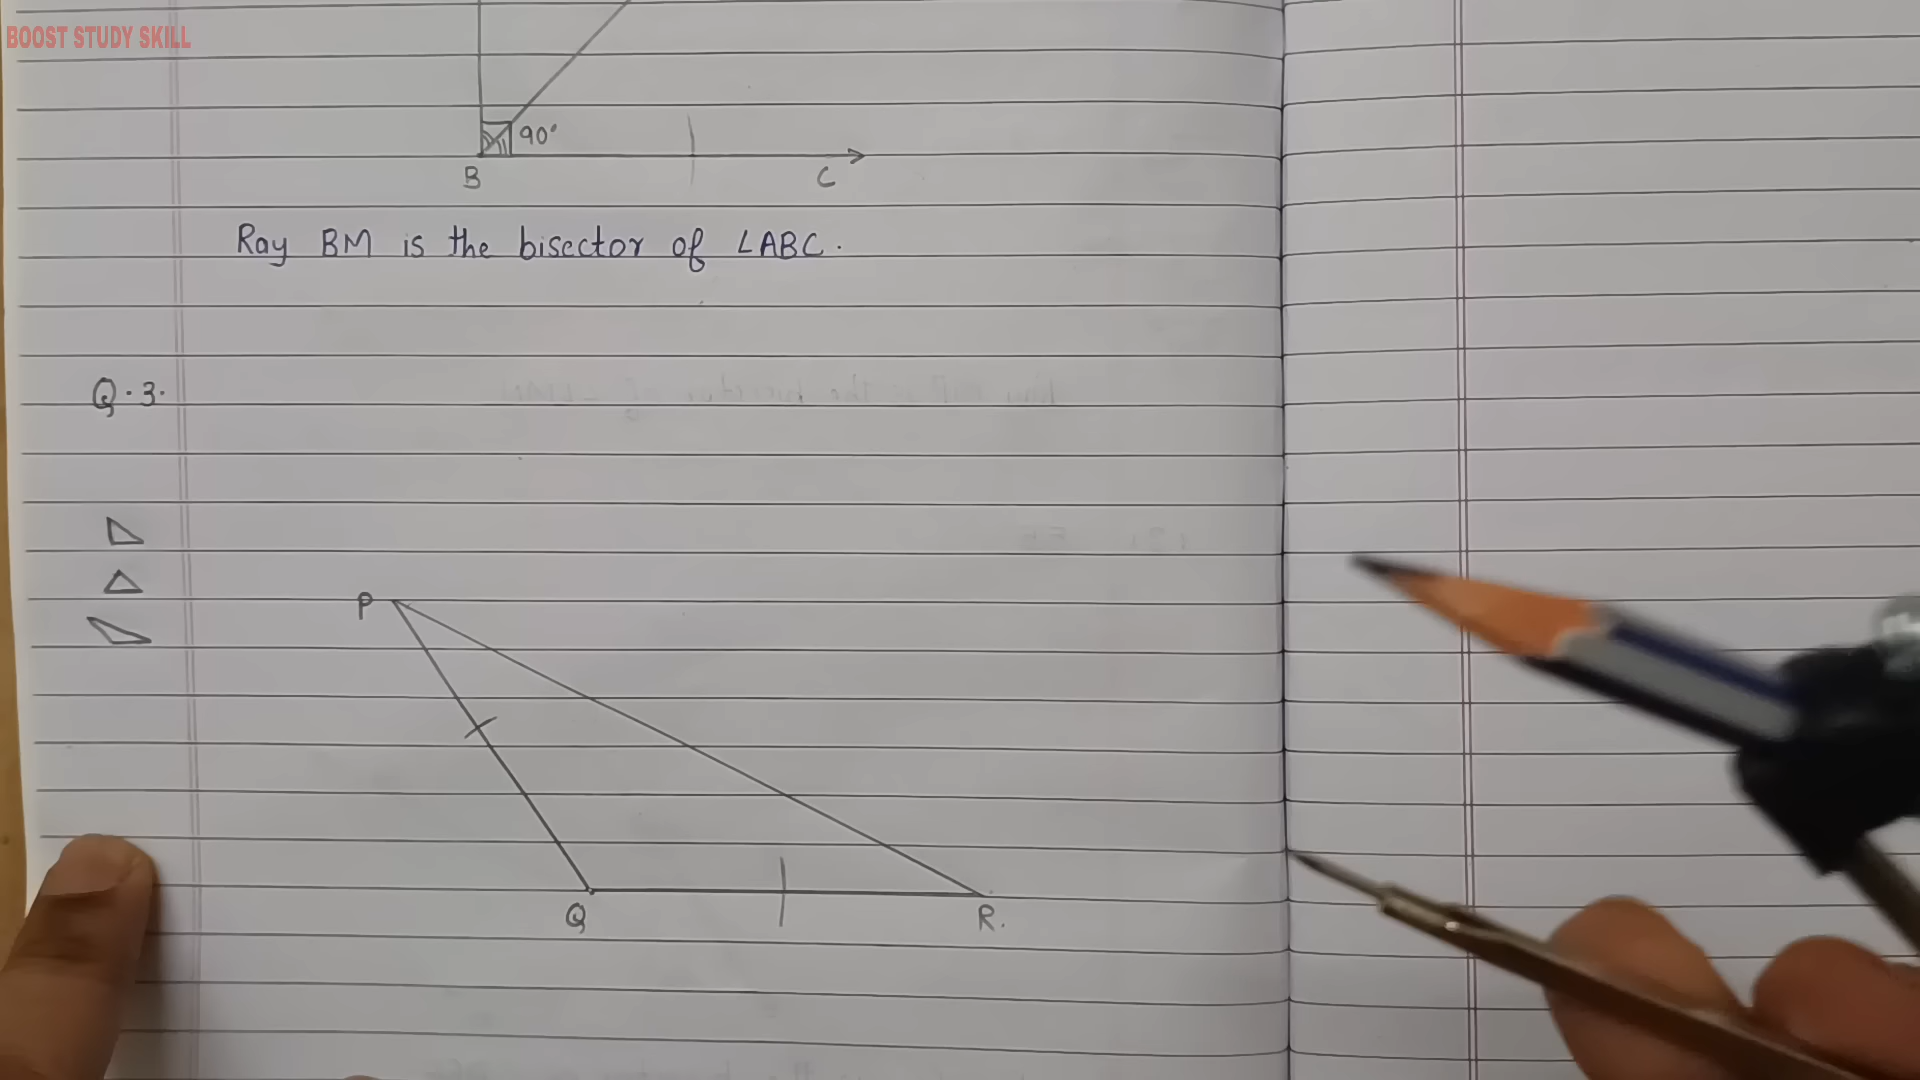 BOOST STUDY SKILL
90°
B
C
Ray BM is the bisector of ∠ABC.
Q.3.
P
Q
R.